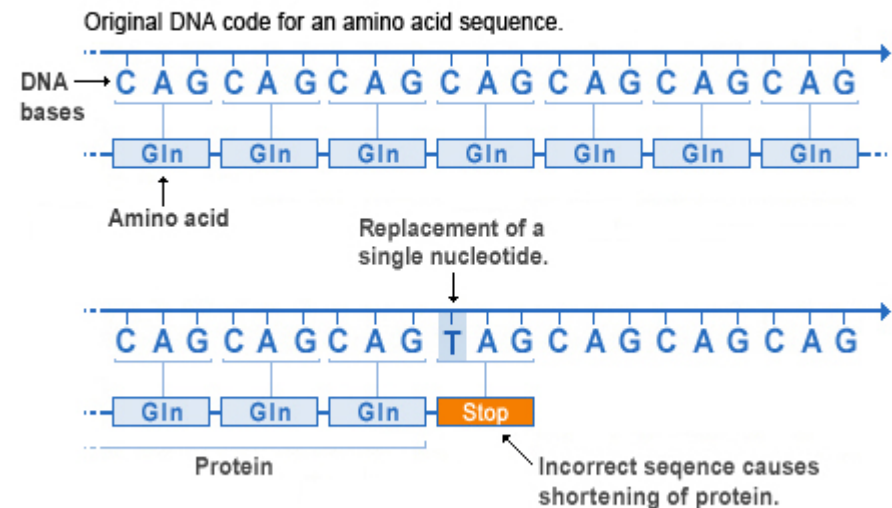 Original DNA code for an amino acid sequence.
DNA
bases
C A G C A G C A G C A G C A G C A G C A G
Gln Gln Gln Gln Gln Gln Gln
Amino acid
Replacement of a
single nucleotide.
C A G C A G C A G T A G C A G C A G C A G
Gln Gln Gln Stop
Protein
Incorrect seqence causes
shortening of protein.